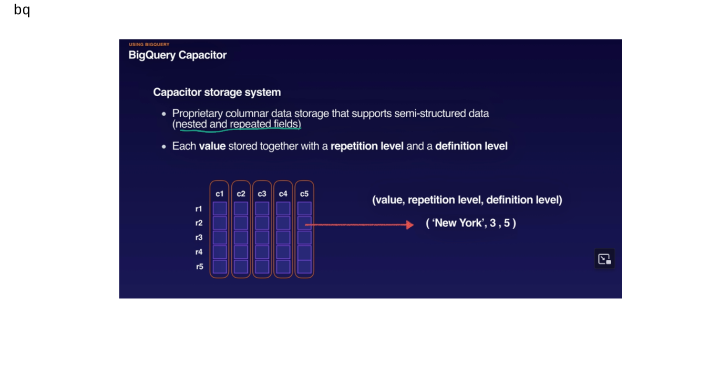 bq
USING BIGQUERY
BigQuery Capacitor
Capacitor storage system
• Proprietary columnar data storage that supports semi-structured data
(nested and repeated fields)
• Each value stored together with a repetition level and a definition level
c1 c2 c3 c4 c5
(value, repetition level, definition level)
r1
r2
( 'New York', 3 , 5 )
r3
r4
r5